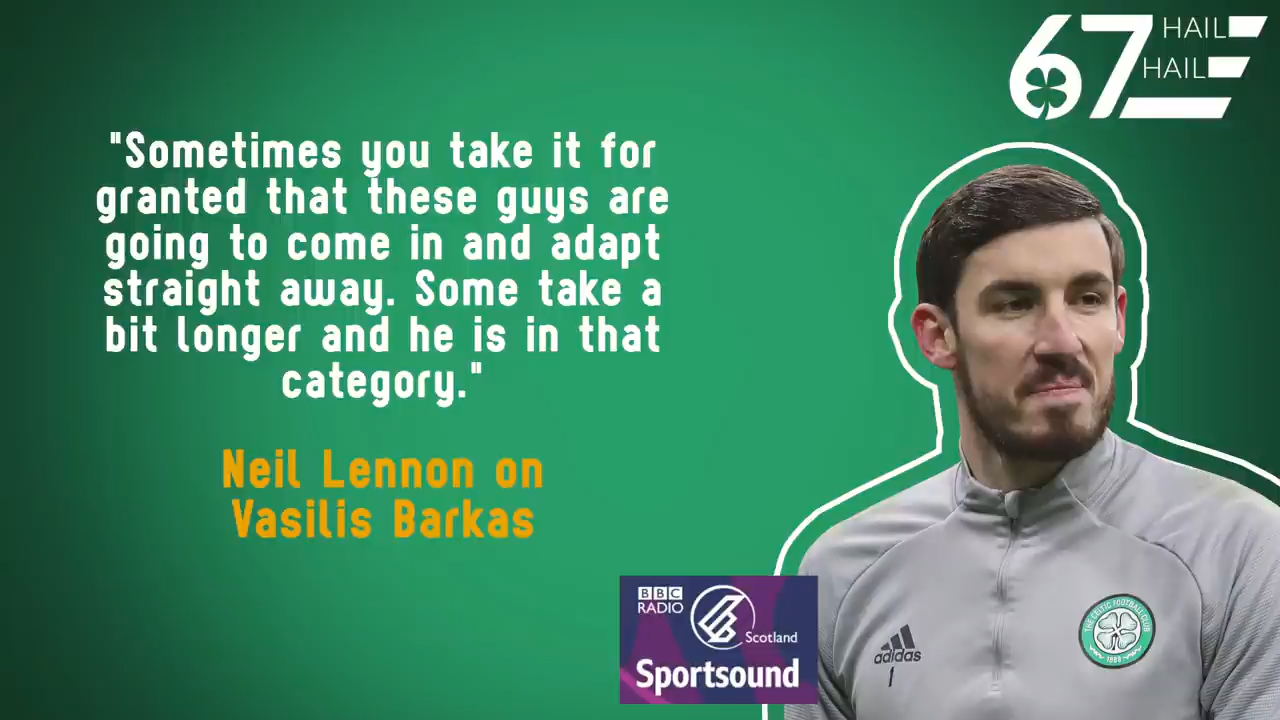 67 HAIL
HAIL
"Sometimes you take it for
granted that these guys are
going to come in and adapt
straight away. Some take a
bit longer and he is in that
category."
Neil Lennon on
Vasilis Barkas
BBC
RADIO
Scotland
Sportsound
adidas
1
THE CELTIC FOOTBALL CLUB
1888